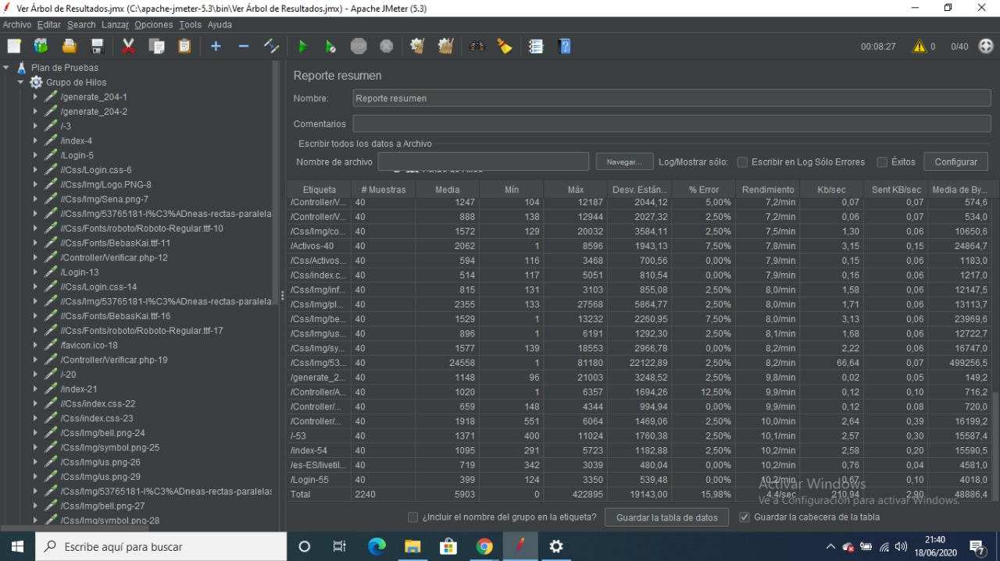 Ver Árbol de Resultados.jmx (C:\apache-jmeter-5.3\bin\Ver Árbol de Resultados.jmx) - Apache JMeter (5.3)
Archivo Editar Search Lanzar Opciones Tools Ayuda
00:08:27 0 0/40
Plan de Pruebas
Grupo de Hilos
/generate_204-1
/generate_204-2
/-3
/index-4
/Login-5
//Css/Login.css-6
//Css/Img/Logo.PNG-8
//Css/Img/Sena.png-7
//Css/Img/53765181-l%C3%ADneas-rectas-paralela
//Css/Fonts/roboto/Roboto-Regular.ttf-10
//Css/Fonts/BebasKai.ttf-11
/Controller/Verificar.php-12
/Login-13
//Css/Login.css-14
//Css/Img/53765181-l%C3%ADneas-rectas-paralela
//Css/Fonts/BebasKai.ttf-16
//Css/Fonts/roboto/Roboto-Regular.ttf-17
/favicon.ico-18
/Controller/Verificar.php-19
/-20
/index-21
//Css/index.css-22
/Css/index.css-23
/Css/Img/bell.png-24
/Css/Img/symbol.png-25
/Css/Img/us.png-26
/Css/Img/us.png-29
/Css/Img/53765181-l%C3%ADneas-rectas-paralelas
/Css/Img/bell.png-27
/Css/Img/symbol.png-28
Reporte resumen
Nombre: Reporte resumen
Comentarios
Escribir todos los datos a Archivo
Nombre de archivo Navegar... Log/Mostrar sólo: Escribir en Log Sólo Errores Éxitos Configurar
Etiqueta # Muestras Media Mín Máx Desv. Están... % Error Rendimiento Kb/sec Sent KB/sec Media de By...
/Controller/V... 40 1247 104 12187 2044,12 5,00% 7,2/min 0,07 0,07 574,6
/Controller/V... 40 888 138 12944 2027,32 2,50% 7,2/min 0,06 0,07 534,0
/Css/Img/co... 40 1572 129 20032 3584,11 2,50% 7,5/min 1,30 0,06 10650,6
/Activos-40 40 2062 1 8596 1943,13 7,50% 7,8/min 3,15 0,15 24864,7
/Css/Activos... 40 594 116 3468 700,56 0,00% 7,9/min 0,15 0,06 1183,0
/Css/index.c... 40 514 117 5051 810,54 0,00% 7,9/min 0,16 0,06 1217,0
/Css/Img/inf... 40 815 131 3103 855,08 2,50% 8,0/min 1,58 0,06 12147,5
/Css/Img/pl... 40 2355 133 27568 5864,77 2,50% 8,0/min 1,71 0,06 13113,7
/Css/Img/be... 40 1529 1 13232 2260,95 7,50% 8,0/min 3,13 0,06 23969,6
/Css/Img/us... 40 896 1 6191 1292,30 2,50% 8,1/min 1,68 0,06 12722,7
/Css/Img/sy... 40 1577 139 18553 2966,78 0,00% 8,2/min 2,22 0,06 16747,0
/Css/Img/53... 40 24558 1 81180 22122,89 2,50% 8,2/min 66,64 0,07 499256,5
/generate_2... 40 1148 96 21003 3248,52 2,50% 9,8/min 0,02 0,05 149,2
/Controller/A... 40 1020 1 6357 1694,26 12,50% 9,9/min 0,12 0,10 716,2
/Controller/... 40 659 148 4344 994,94 0,00% 9,9/min 0,12 0,08 720,0
/Controller/... 40 1918 551 6064 1469,06 2,50% 10,0/min 2,64 0,39 16199,2
/-53 40 1371 400 11024 1760,38 2,50% 10,1/min 2,57 0,30 15587,4
/index-54 40 1095 291 5723 1182,88 2,50% 10,2/min 2,58 0,20 15590,5
/es-ES/livetil... 40 719 342 3039 480,04 0,00% 10,2/min 0,76 0,04 4581,0
/Login-55 40 399 124 3350 539,48 0,00% 10,2/min 0,67 0,10 4018,0
Total 2240 5903 0 422895 19143,00 15,98% 4,4/sec 210,94 2,90 48886,4
Activar Windows
Ve a Configuración para activar Windows.
¿Incluir el nombre del grupo en la etiqueta? Guardar la tabla de datos Guardar la cabecera de la tabla
Escribe aquí para buscar
21:40
18/06/2020
7